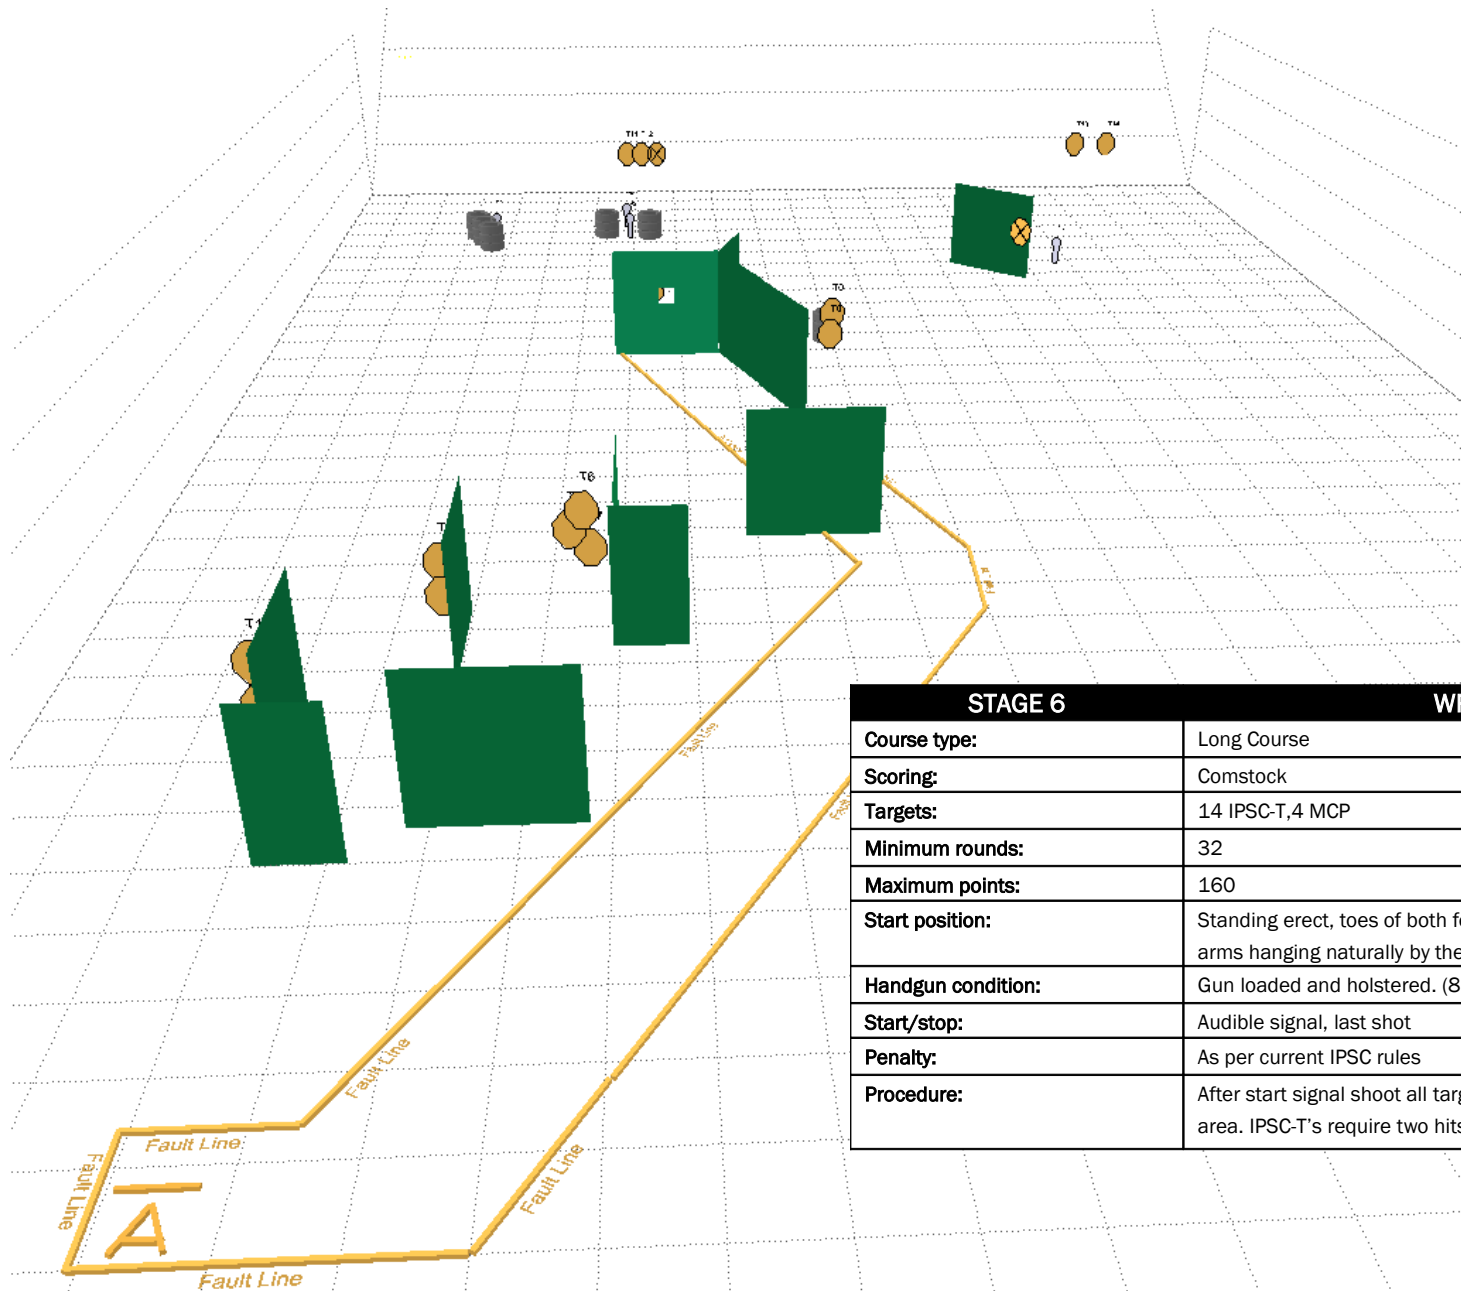 T6
T1
Fault Line
Fault Line
Fault Line
Fault Line
Fault Line
Fault Line
A
Fault Line
STAGE 6
Course type: Long Course
Scoring: Comstock
Targets: 14 IPSC-T,4 MCP
Minimum rounds: 32
Maximum points: 160
Start position: Standing erect, toes of both
arms hanging naturally by the
Handgun condition: Gun loaded and holstered. (8
Start/stop: Audible signal, last shot
Penalty: As per current IPSC rules
Procedure: After start signal shoot all
area. IPSC-T's require two hits